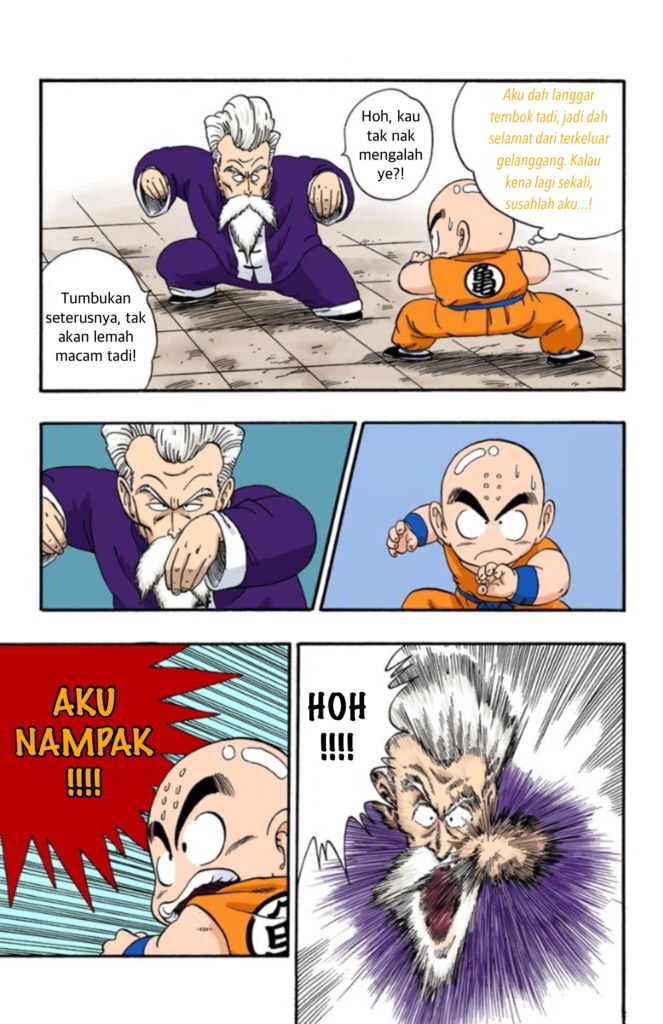 Hoh, kau
tak nak
mengalah
ye?!
Aku dah langgar
tembok tadi, jadi dah
selamat dari terkeluar
gelanggang. Kalau
kena lagi sekali,
susahlah aku...!
亀
Tumbukan
seterusnya, tak
akan lemah
macam tadi!
AKU
NAMPAK
!!!!
HOH
!!!!